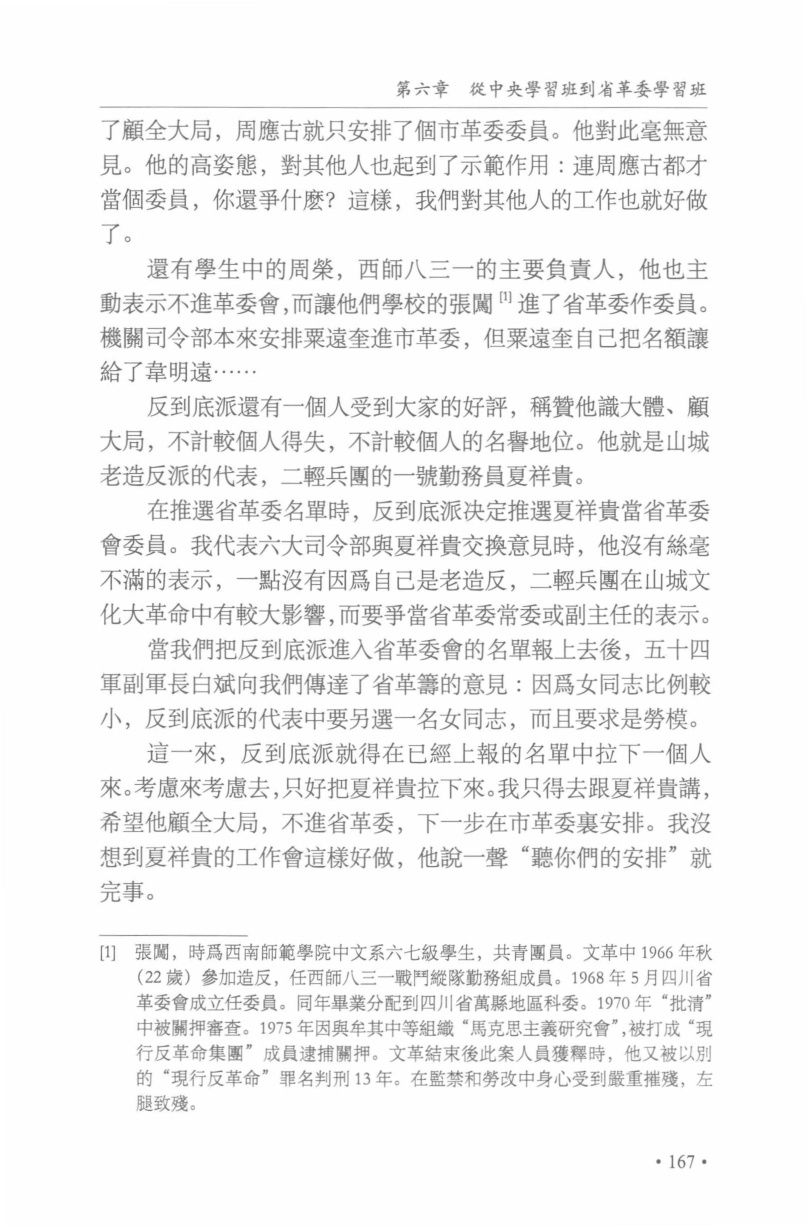 第六章　從中央學習班到省革委學習班
了顧全大局，周應古就只安排了個市革委委員。他對此毫無意
見。他的高姿態，對其他人也起到了示範作用：連周應古都才
當個委員，你還爭什麽？這樣，我們對其他人的工作也就好做
了。
還有學生中的周榮，西師八三一的主要負責人，他也主
動表示不進革委會，而讓他們學校的張闖[1]進了省革委作委員。
機關司令部本來安排粟遠奎進市革委，但粟遠奎自己把名額讓
給了韋明遠……
反到底派還有一個人受到大家的好評，稱贊他識大體、顧
大局，不計較個人得失，不計較個人的名譽地位。他就是山城
老造反派的代表，二輕兵團的一號勤務員夏祥貴。
在推選省革委名單時，反到底派決定推選夏祥貴當省革委
會委員。我代表六大司令部與夏祥貴交換意見時，他沒有絲毫
不滿的表示，一點沒有因爲自己是老造反，二輕兵團在山城文
化大革命中有較大影響，而要爭當省革委常委或副主任的表示。
當我們把反到底派進入省革委會的名單報上去後，五十四
軍副軍長白斌向我們傳達了省革籌的意見：因爲女同志比例較
小，反到底派的代表中要另選一名女同志，而且要求是勞模。
這一來，反到底派就得在已經上報的名單中拉下一個人
來。考慮來考慮去，只好把夏祥貴拉下來。我只得去跟夏祥貴講，
希望他顧全大局，不進省革委，下一步在市革委裏安排。我沒
想到夏祥貴的工作會這樣好做，他說一聲“聽你們的安排”就
完事。
[1]　張闖，時爲西南師範學院中文系六七級學生，共青團員。文革中 1966 年秋
（22 歲）參加造反，任西師八三一戰鬥縱隊勤務組成員。1968 年 5 月四川省
革委會成立任委員。同年畢業分配到四川省萬縣地區科委。1970 年“批清”
中被關押審查。1975 年因與牟其中等組織“馬克思主義研究會”，被打成“現
行反革命集團”成員逮捕關押。文革結束後此案人員獲釋時，他又被以別
的“現行反革命”罪名判刑 13 年。在監禁和勞改中身心受到嚴重摧殘，左
腿致殘。
• 167 •